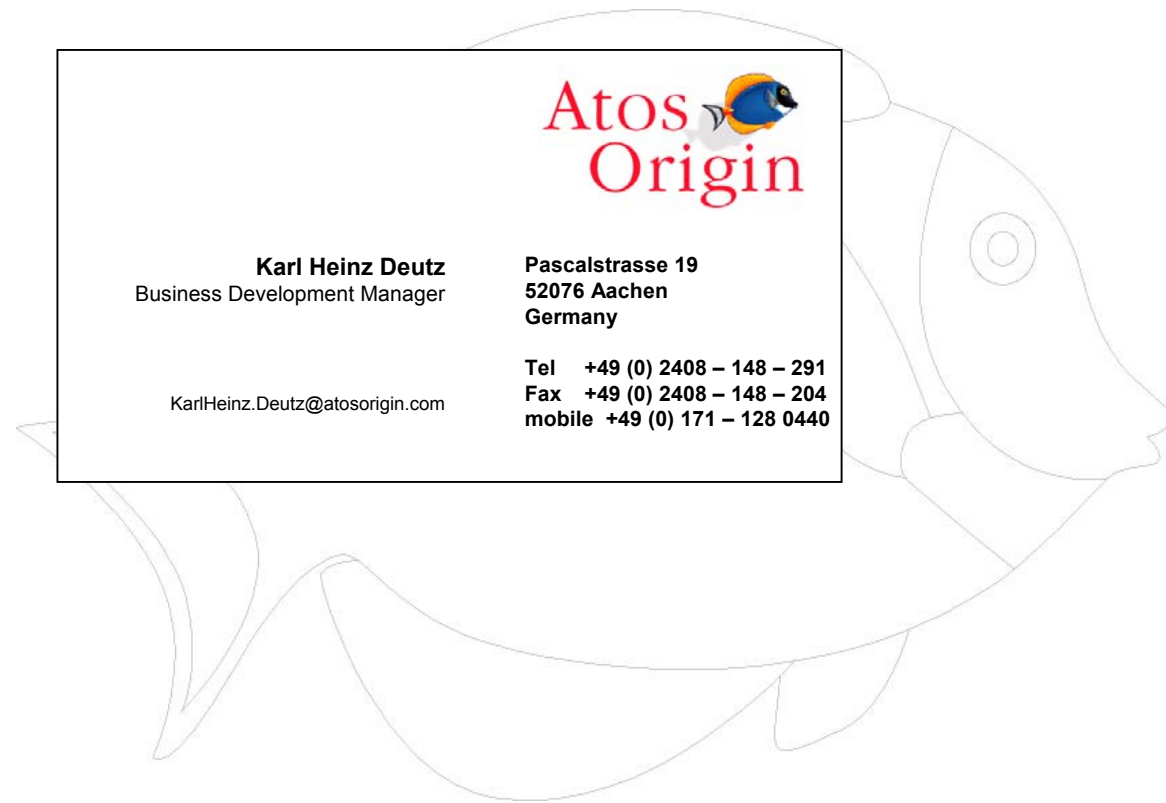 Atos
Origin
Karl Heinz Deutz
Business Development Manager
KarlHeinz.Deutz@atosorigin.com
Pascalstrasse 19
52076 Aachen
Germany
Tel +49 (0) 2408 – 148 – 291
Fax +49 (0) 2408 – 148 – 204
mobile +49 (0) 171 – 128 0440